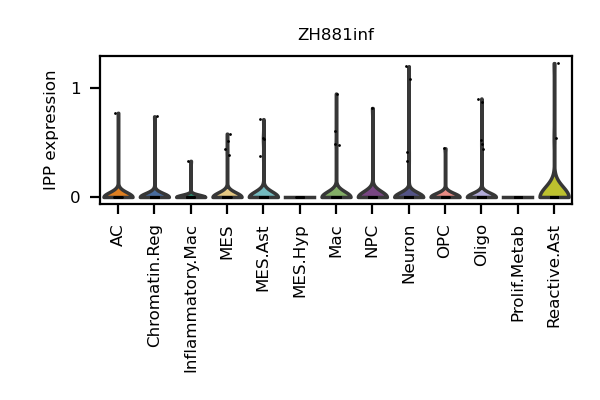 ZH881inf
IPP expression
1
0
AC
Chromatin.Reg
Inflammatory.Mac
MES
MES.Ast
MES.Hyp
Mac
NPC
Neuron
OPC
Oligo
Prolif.Metab
Reactive.Ast